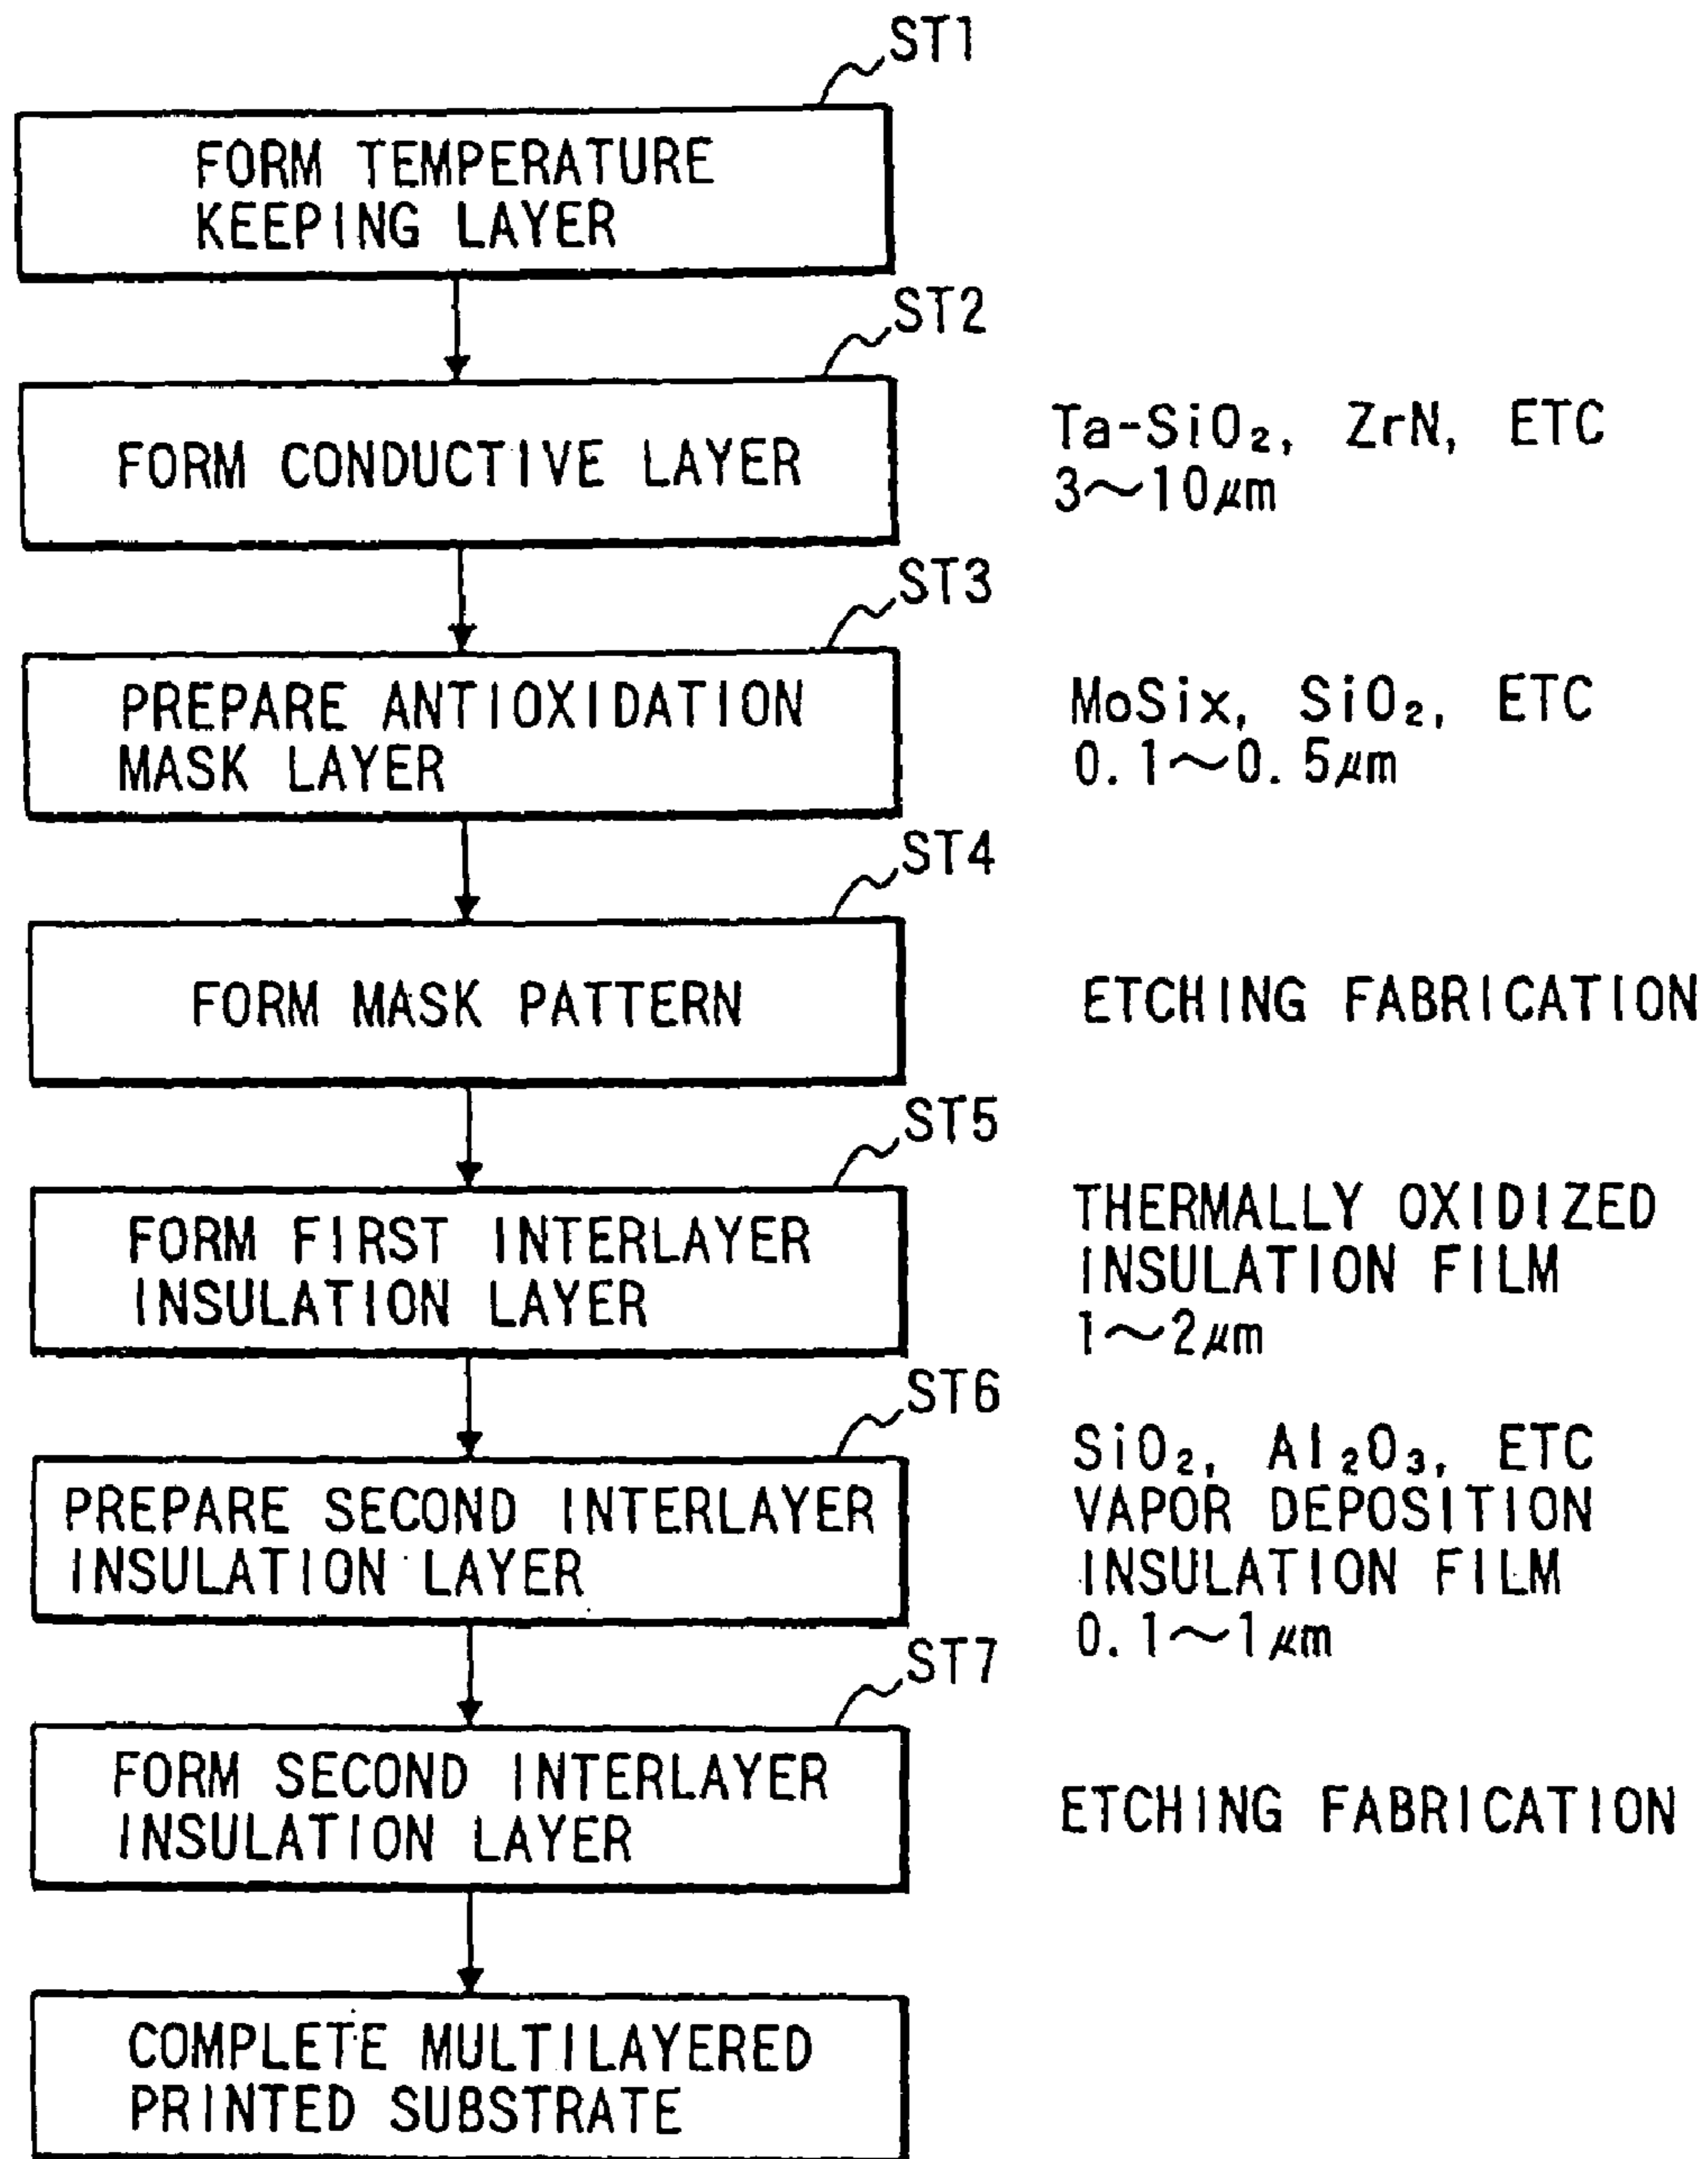 ST1
FORM TEMPERATURE
KEEPING LAYER
ST2
FORM CONDUCTIVE LAYER
Ta-SiO₂, ZrN, ETC
3~10μm
ST3
PREPARE ANTIOXIDATION
MASK LAYER
MoSix, SiO₂, ETC
0.1~0.5μm
ST4
FORM MASK PATTERN
ETCHING FABRICATION
ST5
FORM FIRST INTERLAYER
INSULATION LAYER
THERMALLY OXIDIZED
INSULATION FILM
1~2μm
ST6
PREPARE SECOND INTERLAYER
INSULATION LAYER
SiO₂, Al₂O₃, ETC
VAPOR DEPOSITION
INSULATION FILM
0.1~1μm
ST7
FORM SECOND INTERLAYER
INSULATION LAYER
ETCHING FABRICATION
COMPLETE MULTILAYERED
PRINTED SUBSTRATE